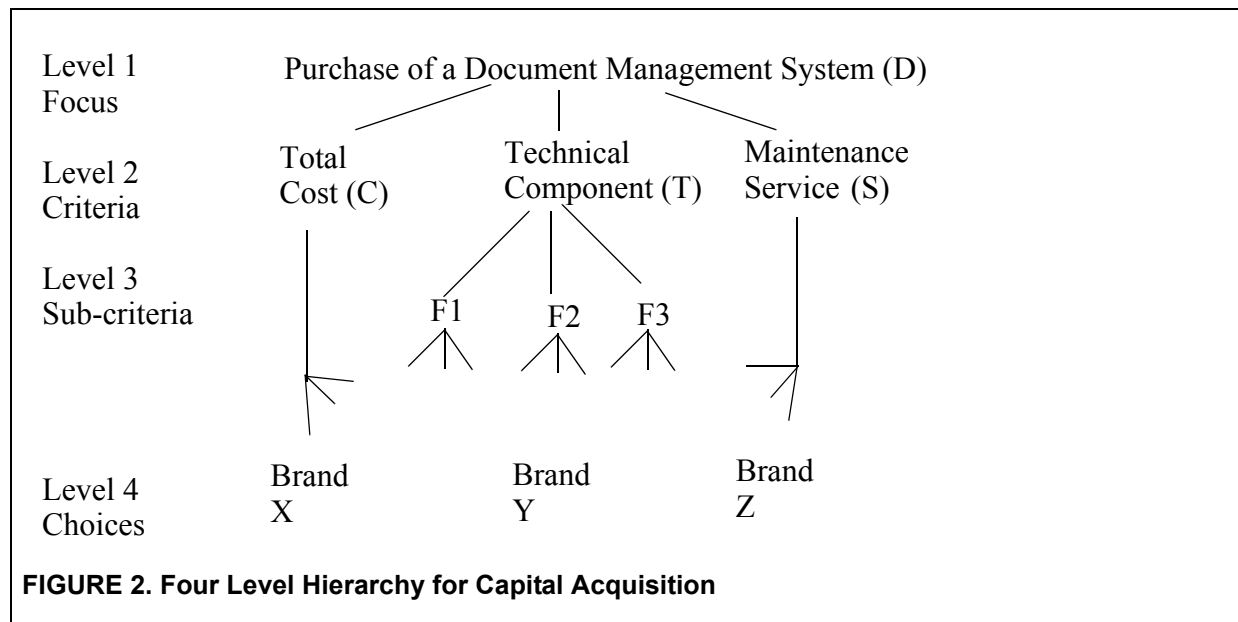 Level 1
Focus
Purchase of a Document Management System (D)
Level 2
Criteria
Total
Cost (C)
Technical
Component (T)
Maintenance
Service (S)
Level 3
Sub-criteria
F1
F2
F3
Level 4
Choices
Brand
X
Brand
Y
Brand
Z
FIGURE 2. Four Level Hierarchy for Capital Acquisition